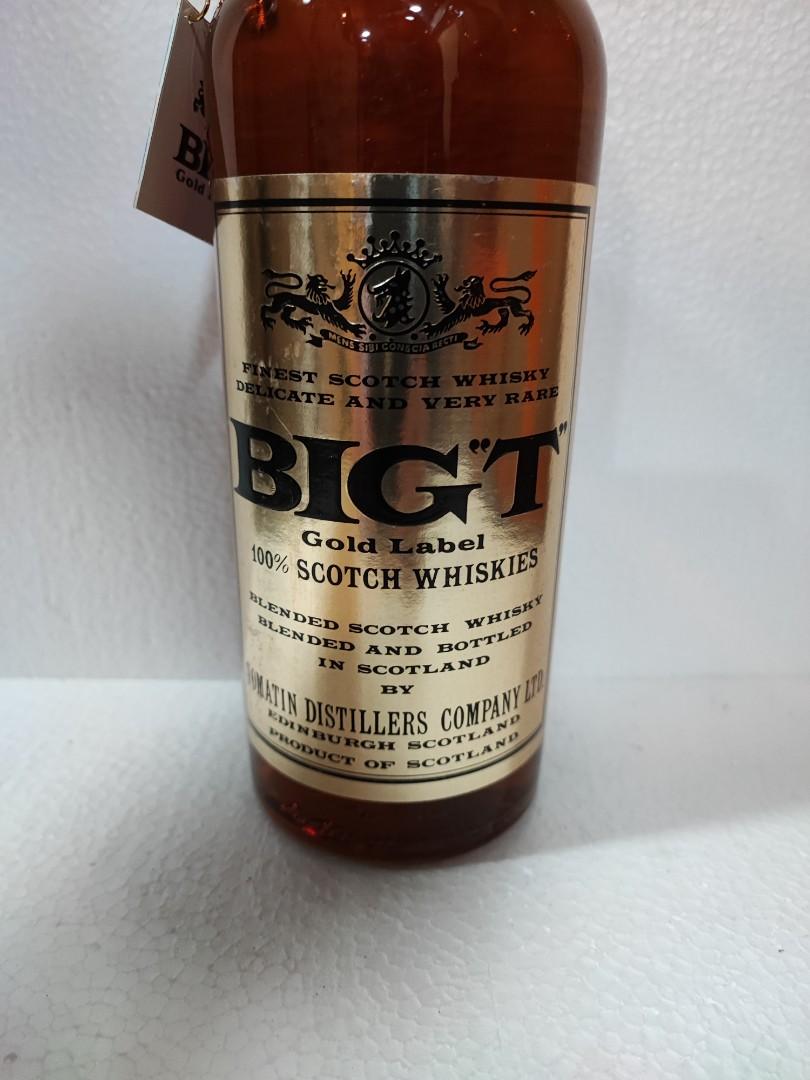 MENS SIBI CONSCIA RECTI
FINEST SCOTCH WHISKY
DELICATE AND VERY RARE
BIG "T"
Gold Label
100% SCOTCH WHISKIES
BLENDED SCOTCH WHISKY
BLENDED AND BOTTLED
IN SCOTLAND
BY
TOMATIN DISTILLERS COMPANY LTD.
EDINBURGH SCOTLAND
PRODUCT OF SCOTLAND
Gold